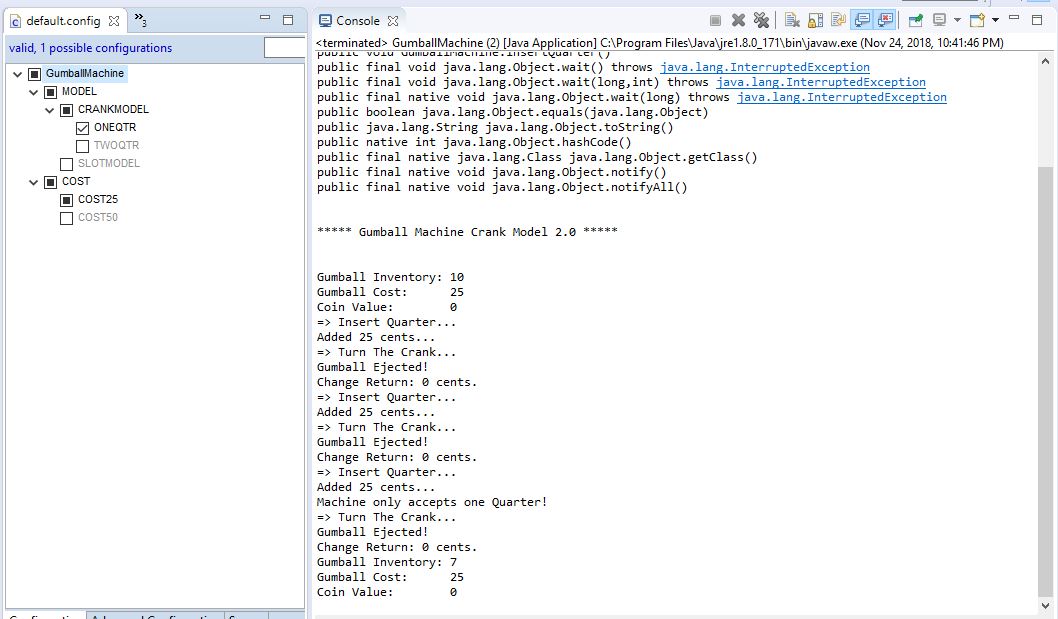 default.config
3
valid, 1 possible configurations
GumballMachine
MODEL
CRANKMODEL
ONEQTR
TWOQTR
SLOTMODEL
COST
COST25
COST50
Console
<terminated> GumballMachine (2) [Java Application] C:\Program Files\Java\jre1.8.0_171\bin\javaw.exe (Nov 24, 2018, 10:41:46 PM)
public void GumballMachine.insertQuarter()
public final void java.lang.Object.wait() throws java.lang.InterruptedException
public final void java.lang.Object.wait(long,int) throws java.lang.InterruptedException
public final native void java.lang.Object.wait(long) throws java.lang.InterruptedException
public boolean java.lang.Object.equals(java.lang.Object)
public java.lang.String java.lang.Object.toString()
public native int java.lang.Object.hashCode()
public final native java.lang.Class java.lang.Object.getClass()
public final native void java.lang.Object.notify()
public final native void java.lang.Object.notifyAll()
***** Gumball Machine Crank Model 2.0 *****
Gumball Inventory: 10
Gumball Cost: 25
Coin Value: 0
=> Insert Quarter...
Added 25 cents...
=> Turn The Crank...
Gumball Ejected!
Change Return: 0 cents.
=> Insert Quarter...
Added 25 cents...
=> Turn The Crank...
Gumball Ejected!
Change Return: 0 cents.
=> Insert Quarter...
Added 25 cents...
Machine only accepts one Quarter!
=> Turn The Crank...
Gumball Ejected!
Change Return: 0 cents.
Gumball Inventory: 7
Gumball Cost: 25
Coin Value: 0